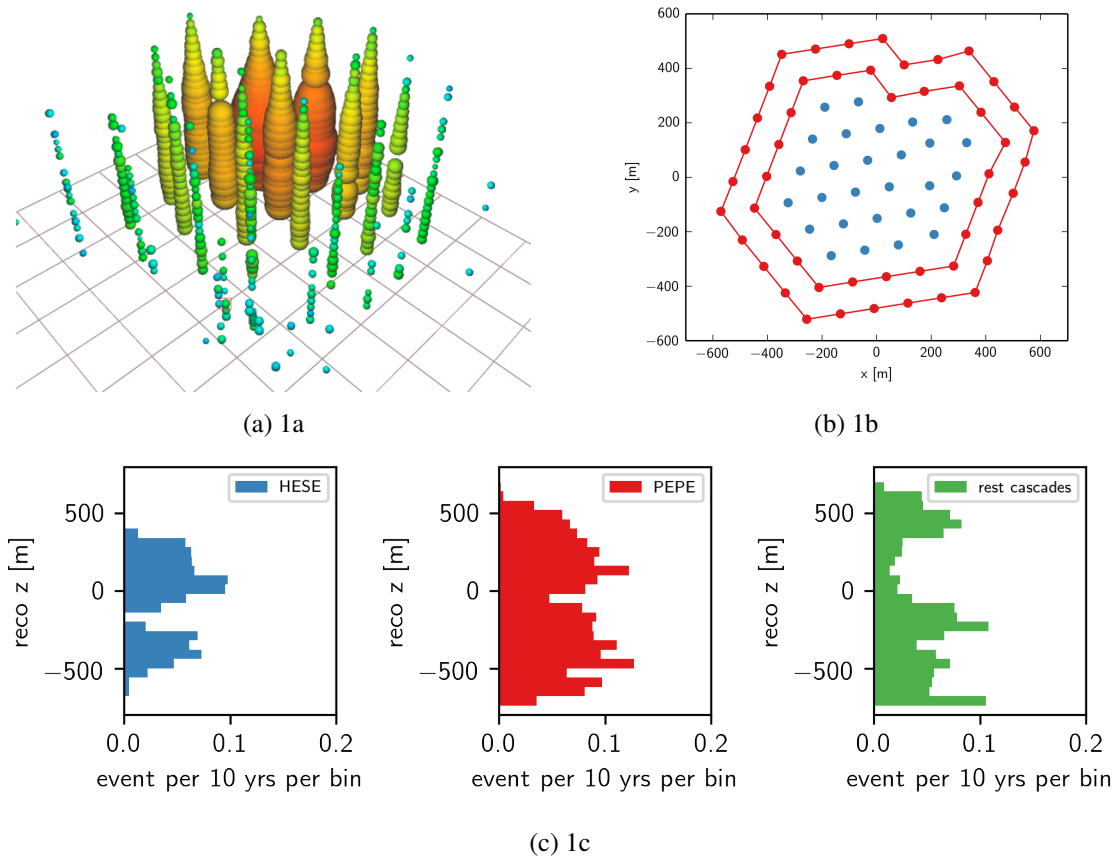 600
400
200
0
−200
−400
−600
y [m]
−600 −400 −200 0 200 400 600
x [m]
(a) 1a
(b) 1b
HESE
500
0
−500
reco z [m]
0.0 0.1 0.2
event per 10 yrs per bin
PEPE
500
0
−500
reco z [m]
0.0 0.1 0.2
event per 10 yrs per bin
rest cascades
500
0
−500
reco z [m]
0.0 0.1 0.2
event per 10 yrs per bin
(c) 1c